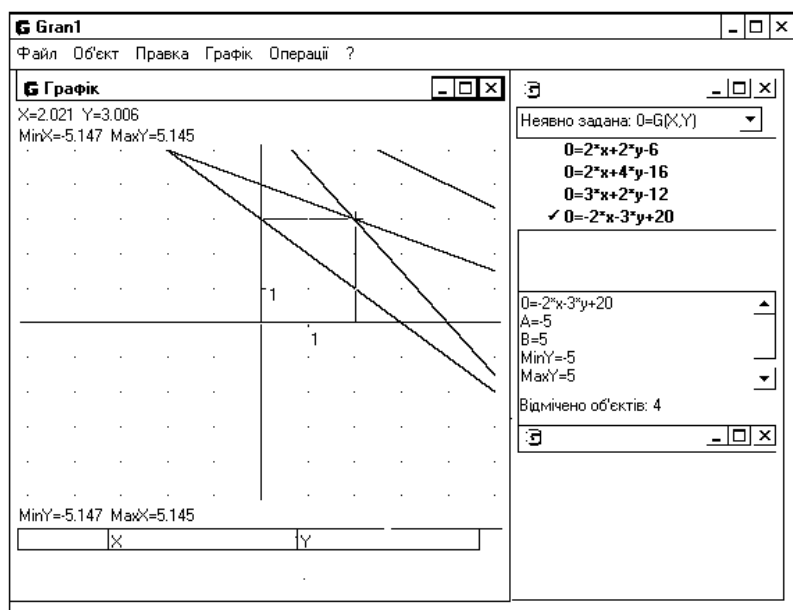 Gran1
Файл Об'єкт Правка Графік Операції ?
Графік
X=2.021 Y=3.006
MinX=-5.147 MaxY=5.145
1
1
MinY=-5.147 MaxX=5.145
X Y
Неявно задана: 0=G(X,Y)
0=2*x+2*y-6
0=2*x+4*y-16
0=3*x+2*y-12
✓ 0=-2*x-3*y+20
0=-2*x-3*y+20
A=-5
B=5
MinY=-5
MaxY=5
Відмічено об'єктів: 4